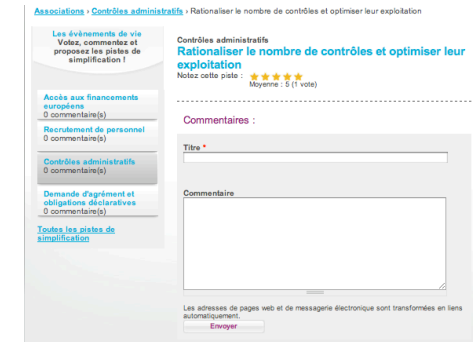 Associations › Contrôles administratifs › Rationaliser le nombre de contrôles et optimiser leur exploitation
Les évènements de vie
Votez, commentez et
proposez les pistes de
simplification !
Accès aux financements
européens
0 commentaire(s)
Recrutement de personnel
0 commentaire(s)
Contrôles administratifs
0 commentaire(s)
Demande d'agrément et
obligations déclaratives
0 commentaire(s)
Toutes les pistes de
simplification
Contrôles administratifs
Rationaliser le nombre de contrôles et optimiser leur
exploitation
Notez cette piste :
Moyenne : 5 (1 vote)
Commentaires :
Titre *
Commentaire
Les adresses de pages web et de messagerie électronique sont transformées en liens
automatiquement.
Envoyer